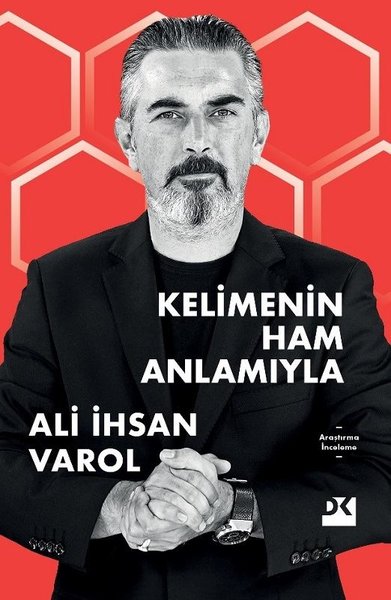 KELİMENİN
HAM
ANLAMIYLA
ALİ İHSAN
VAROL
Araştırma
İnceleme
DK